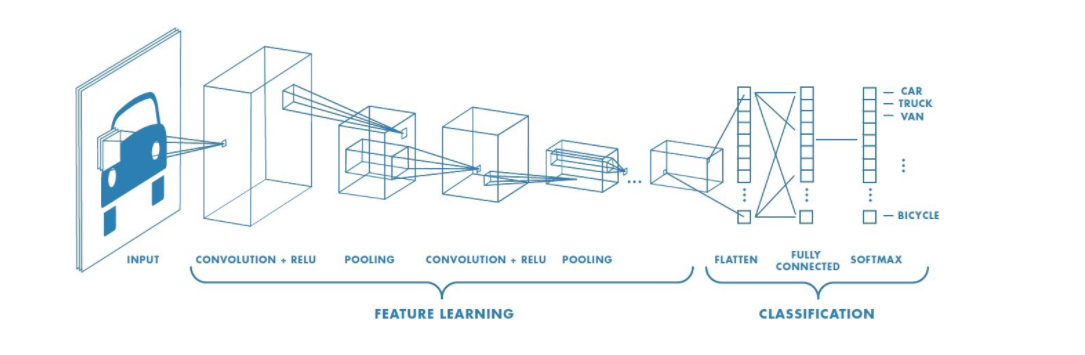 CAR
TRUCK
VAN
BICYCLE
INPUT
CONVOLUTION + RELU
POOLING
CONVOLUTION + RELU
POOLING
FLATTEN
FULLY
CONNECTED
SOFTMAX
FEATURE LEARNING
CLASSIFICATION